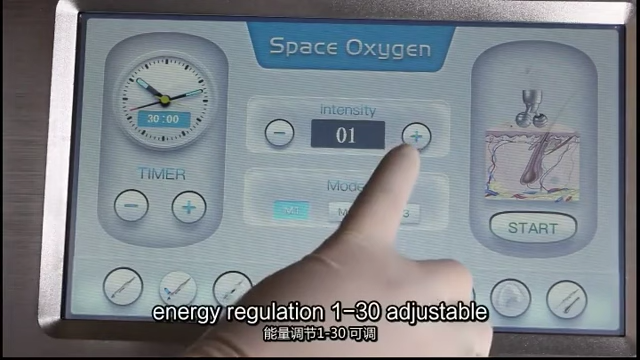 Space Oxygen
Intensity
01
30:00
TIMER
Mode
START
energy regulation 1-30 adjustable
能量调节1-30 可调